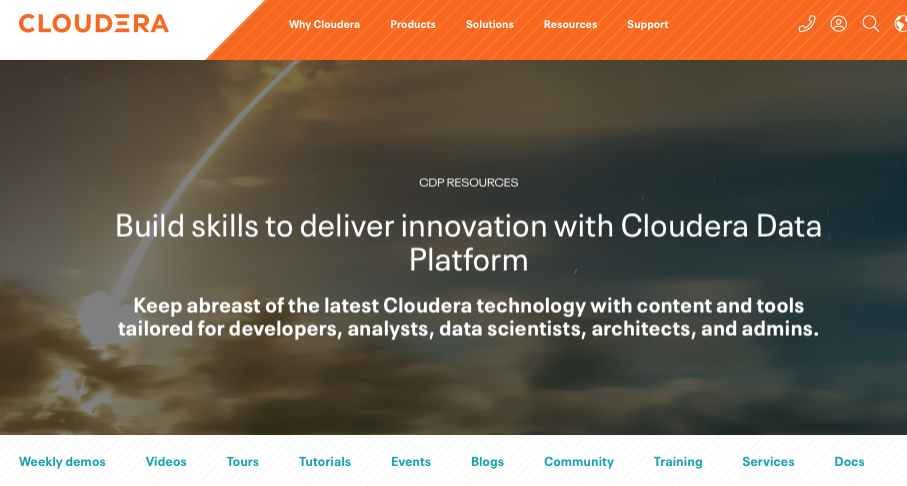 CLOUDERA
Why Cloudera Products Solutions Resources Support
CDP RESOURCES
Build skills to deliver innovation with Cloudera Data
Platform
Keep abreast of the latest Cloudera technology with content and tools
tailored for developers, analysts, data scientists, architects, and admins.
Weekly demos Videos Tours Tutorials Events Blogs Community Training Services Docs